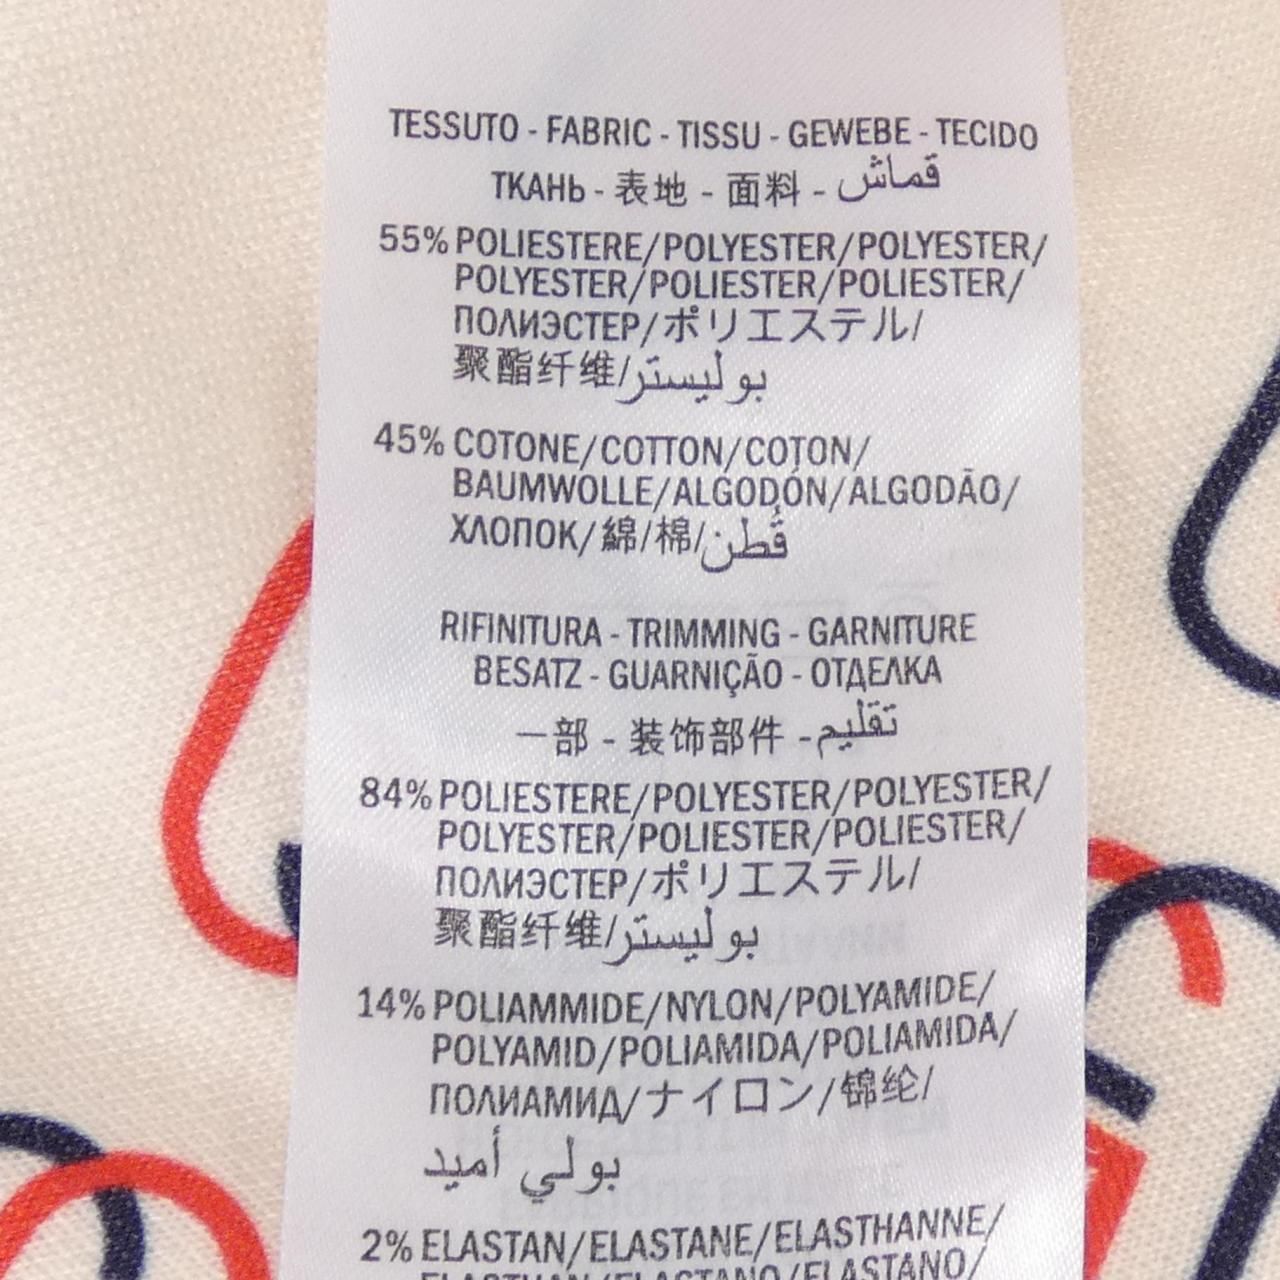 TESSUTO - FABRIC - TISSU - GEWEBE - TECIDO
ТКАНЬ - 表地 - 面料 - قماش
55% POLIESTERE/POLYESTER/POLYESTER/
POLYESTER/POLIESTER/POLIESTER/
ПОЛИЭСТЕР/ポリエステル/
聚酯纤维/بوليستر
45% COTONE/COTTON/COTON/
BAUMWOLLE/ALGODÓN/ALGODÃO/
ХЛОПОК/綿/棉/قُطن
RIFINITURA - TRIMMING - GARNITURE
BESATZ - GUARNIÇÃO - ОТДЕЛКА
一部 - 装饰部件 - تقليم
84% POLIESTERE/POLYESTER/POLYESTER/
POLYESTER/POLIESTER/POLIESTER/
ПОЛИЭСТЕР/ポリエステル/
聚酯纤维/بوليستر
14% POLIAMMIDE/NYLON/POLYAMIDE/
POLYAMID/POLIAMIDA/POLIAMIDA/
ПОЛИАМИД/ナイロン/锦纶/
بولي أميد
2% ELASTAN/ELASTANE/ELASTHANNE/
ELASTHAN/ELASTANO/ELASTANO/